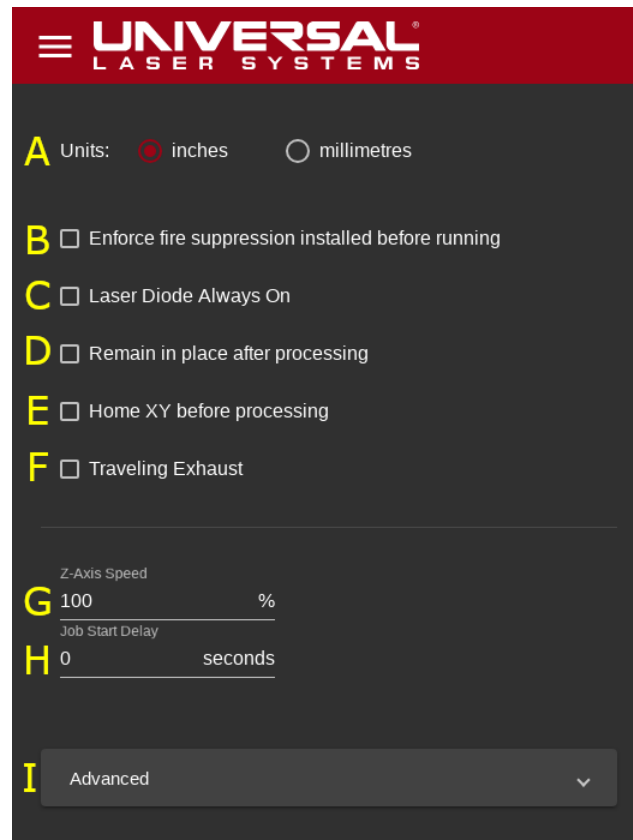 UNIVERSAL®
LASER SYSTEMS
A Units: inches millimetres
B Enforce fire suppression installed before running
C Laser Diode Always On
D Remain in place after processing
E Home XY before processing
F Traveling Exhaust
Z-Axis Speed
G 100 %
Job Start Delay
H 0 seconds
I Advanced